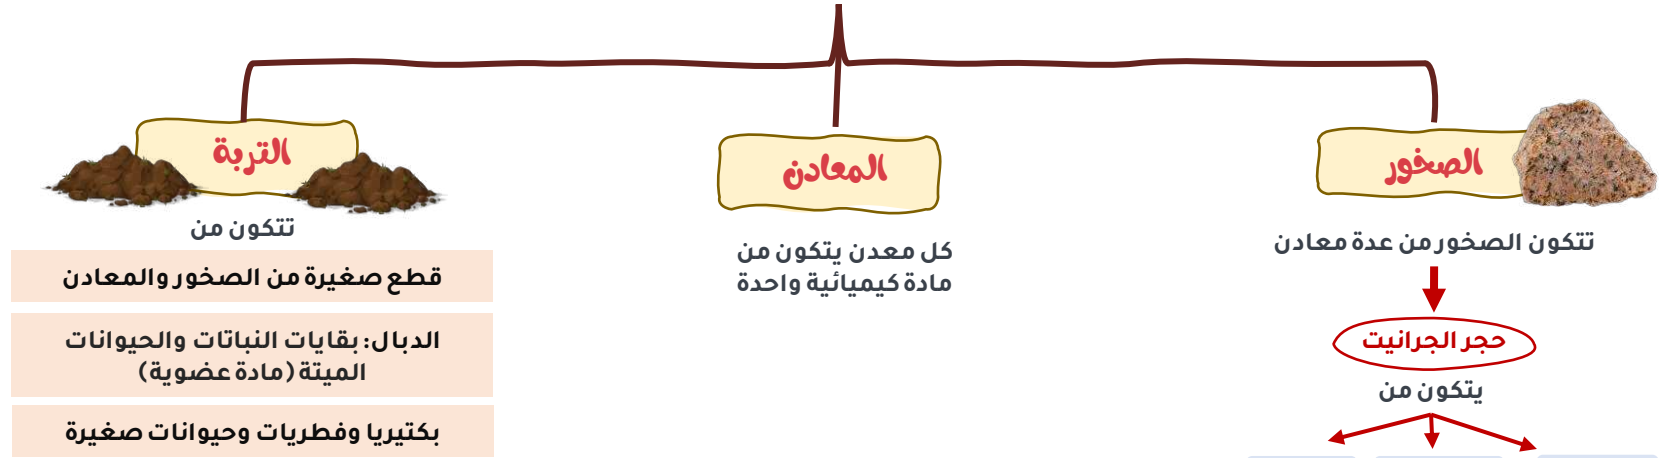 الصخور
تتكون الصخور من عدة معادن
حجر الجرانيت
يتكون من
المعادن
كل معدن يتكون من
مادة كيميائية واحدة
التربة
تتكون من
قطع صغيرة من الصخور والمعادن
الدبال: بقايات النباتات والحيوانات
الميتة (مادة عضوية)
بكتيريا وفطريات وحيوانات صغيرة